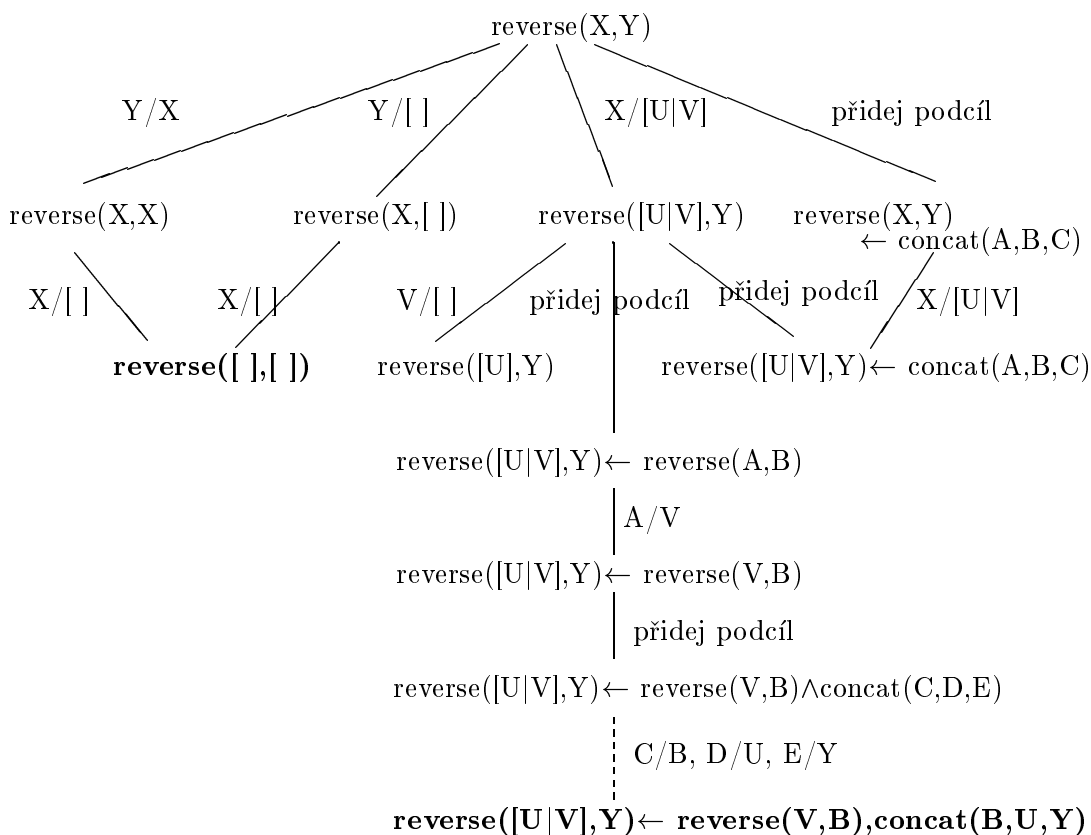 reverse(X,Y)
Y/X Y/[ ] X/[U|V] přidej podcíl
reverse(X,X) reverse(X,[ ]) reverse([U|V],Y) reverse(X,Y)
← concat(A,B,C)
X/[ ] X/[ ] V/[ ] přidej podcíl přidej podcíl X/[U|V]
reverse([ ],[ ]) reverse([U],Y) reverse([U|V],Y)← concat(A,B,C)
reverse([U|V],Y)← reverse(A,B)
A/V
reverse([U|V],Y)← reverse(V,B)
přidej podcíl
reverse([U|V],Y)← reverse(V,B)∧concat(C,D,E)
C/B, D/U, E/Y
reverse([U|V],Y)← reverse(V,B),concat(B,U,Y)